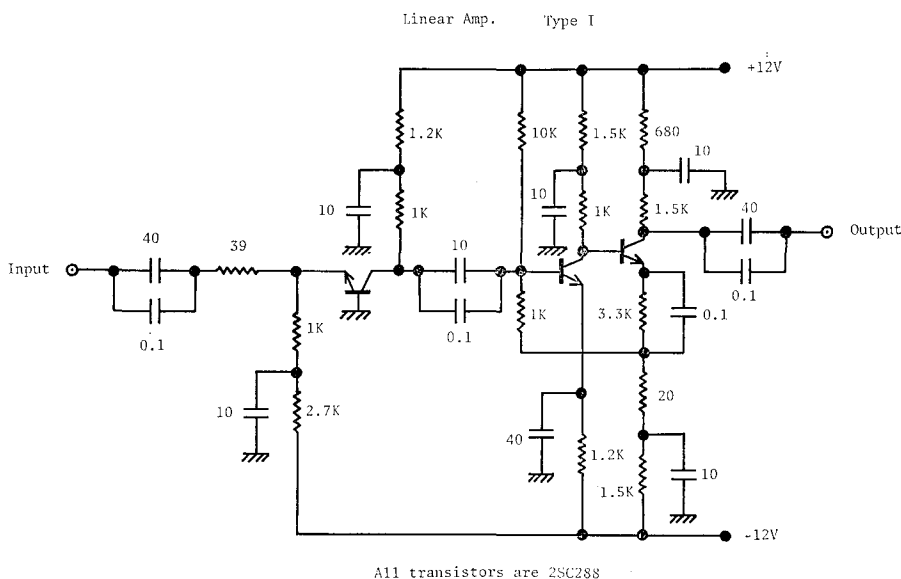 Linear Amp. Type I
+12V
1.2K
10K
1.5K
680
10
10
10
1K
1K
1.5K
40
40
39
10
Input
Output
0.1
1K
0.1
1K
3.3K
0.1
0.1
10
2.7K
20
40
1.2K
1.5K
10
-12V
All transistors are 2SC288